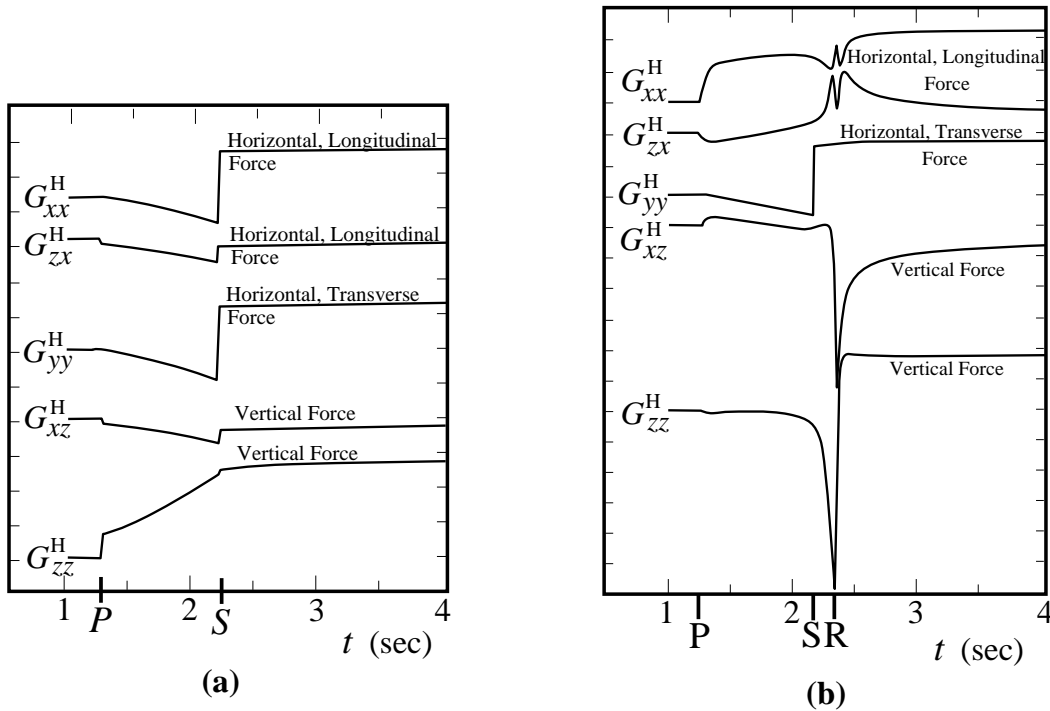 G^H_xx
Horizontal, Longitudinal
Force
G^H_zx
Horizontal, Longitudinal
Force
G^H_yy
Horizontal, Transverse
Force
G^H_xz
Vertical Force
G^H_zz
Vertical Force
1 2 3 4
P S
t (sec)
(a)
G^H_xx
Horizontal, Longitudinal
Force
G^H_zx
G^H_yy
Horizontal, Transverse
Force
G^H_xz
Vertical Force
G^H_zz
Vertical Force
1 2 3 4
P S R
t (sec)
(b)